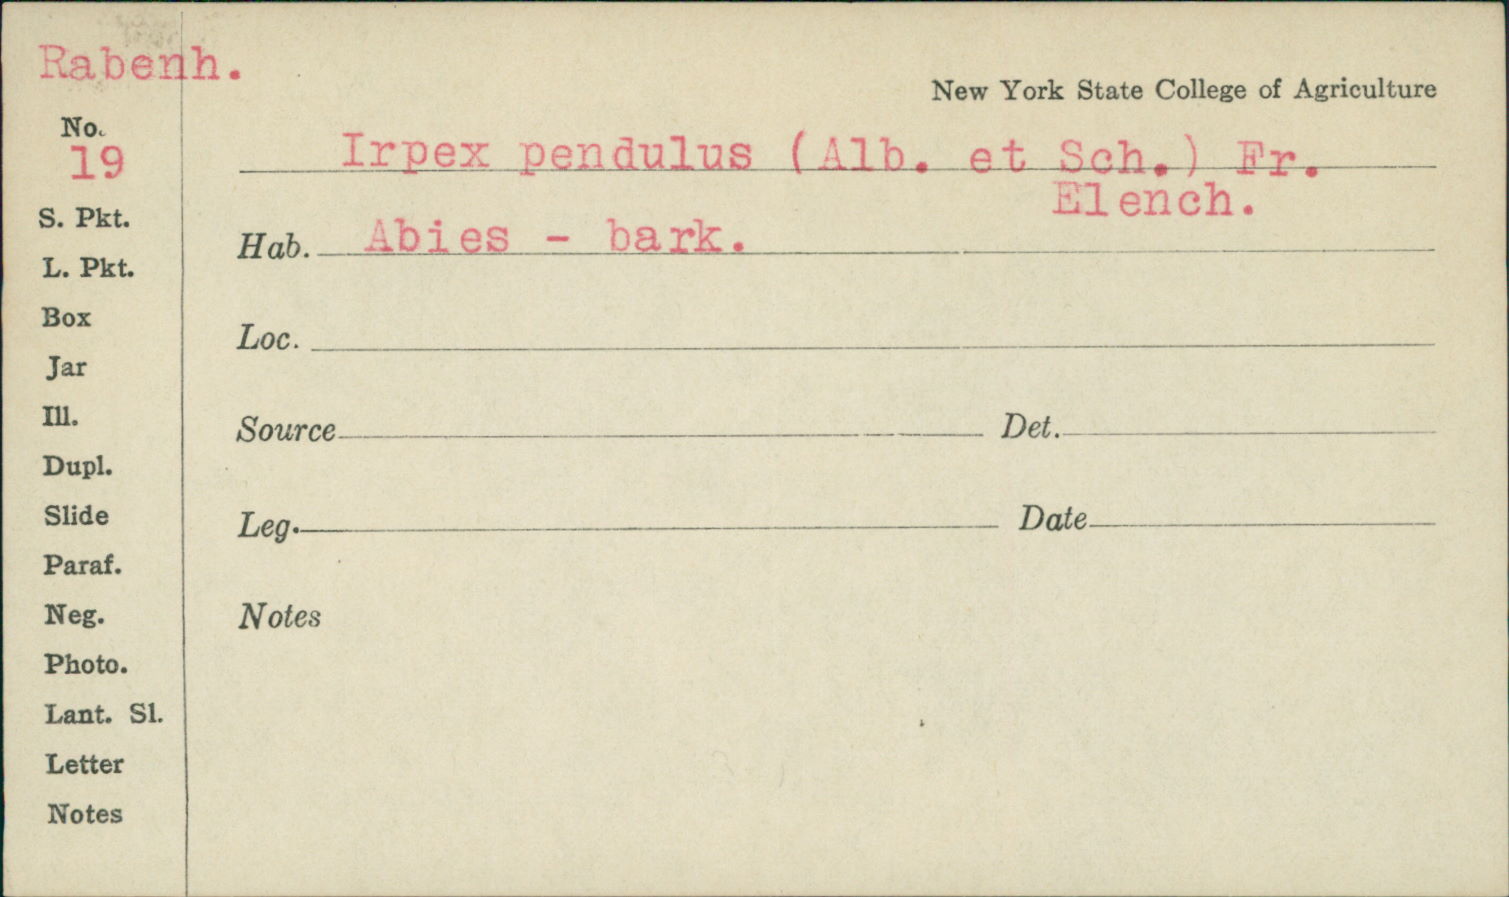 Rabenh.
New York State College of Agriculture
No.
19
Irpex pendulus (Alb. et Sch.) Fr.
Elench.
S. Pkt.
Hab. Abies - bark.
L. Pkt.
Box
Loc.
Jar
Ill.
Source Det.
Dupl.
Slide
Leg. Date
Paraf.
Neg.
Notes
Photo.
Lant. Sl.
Letter
Notes